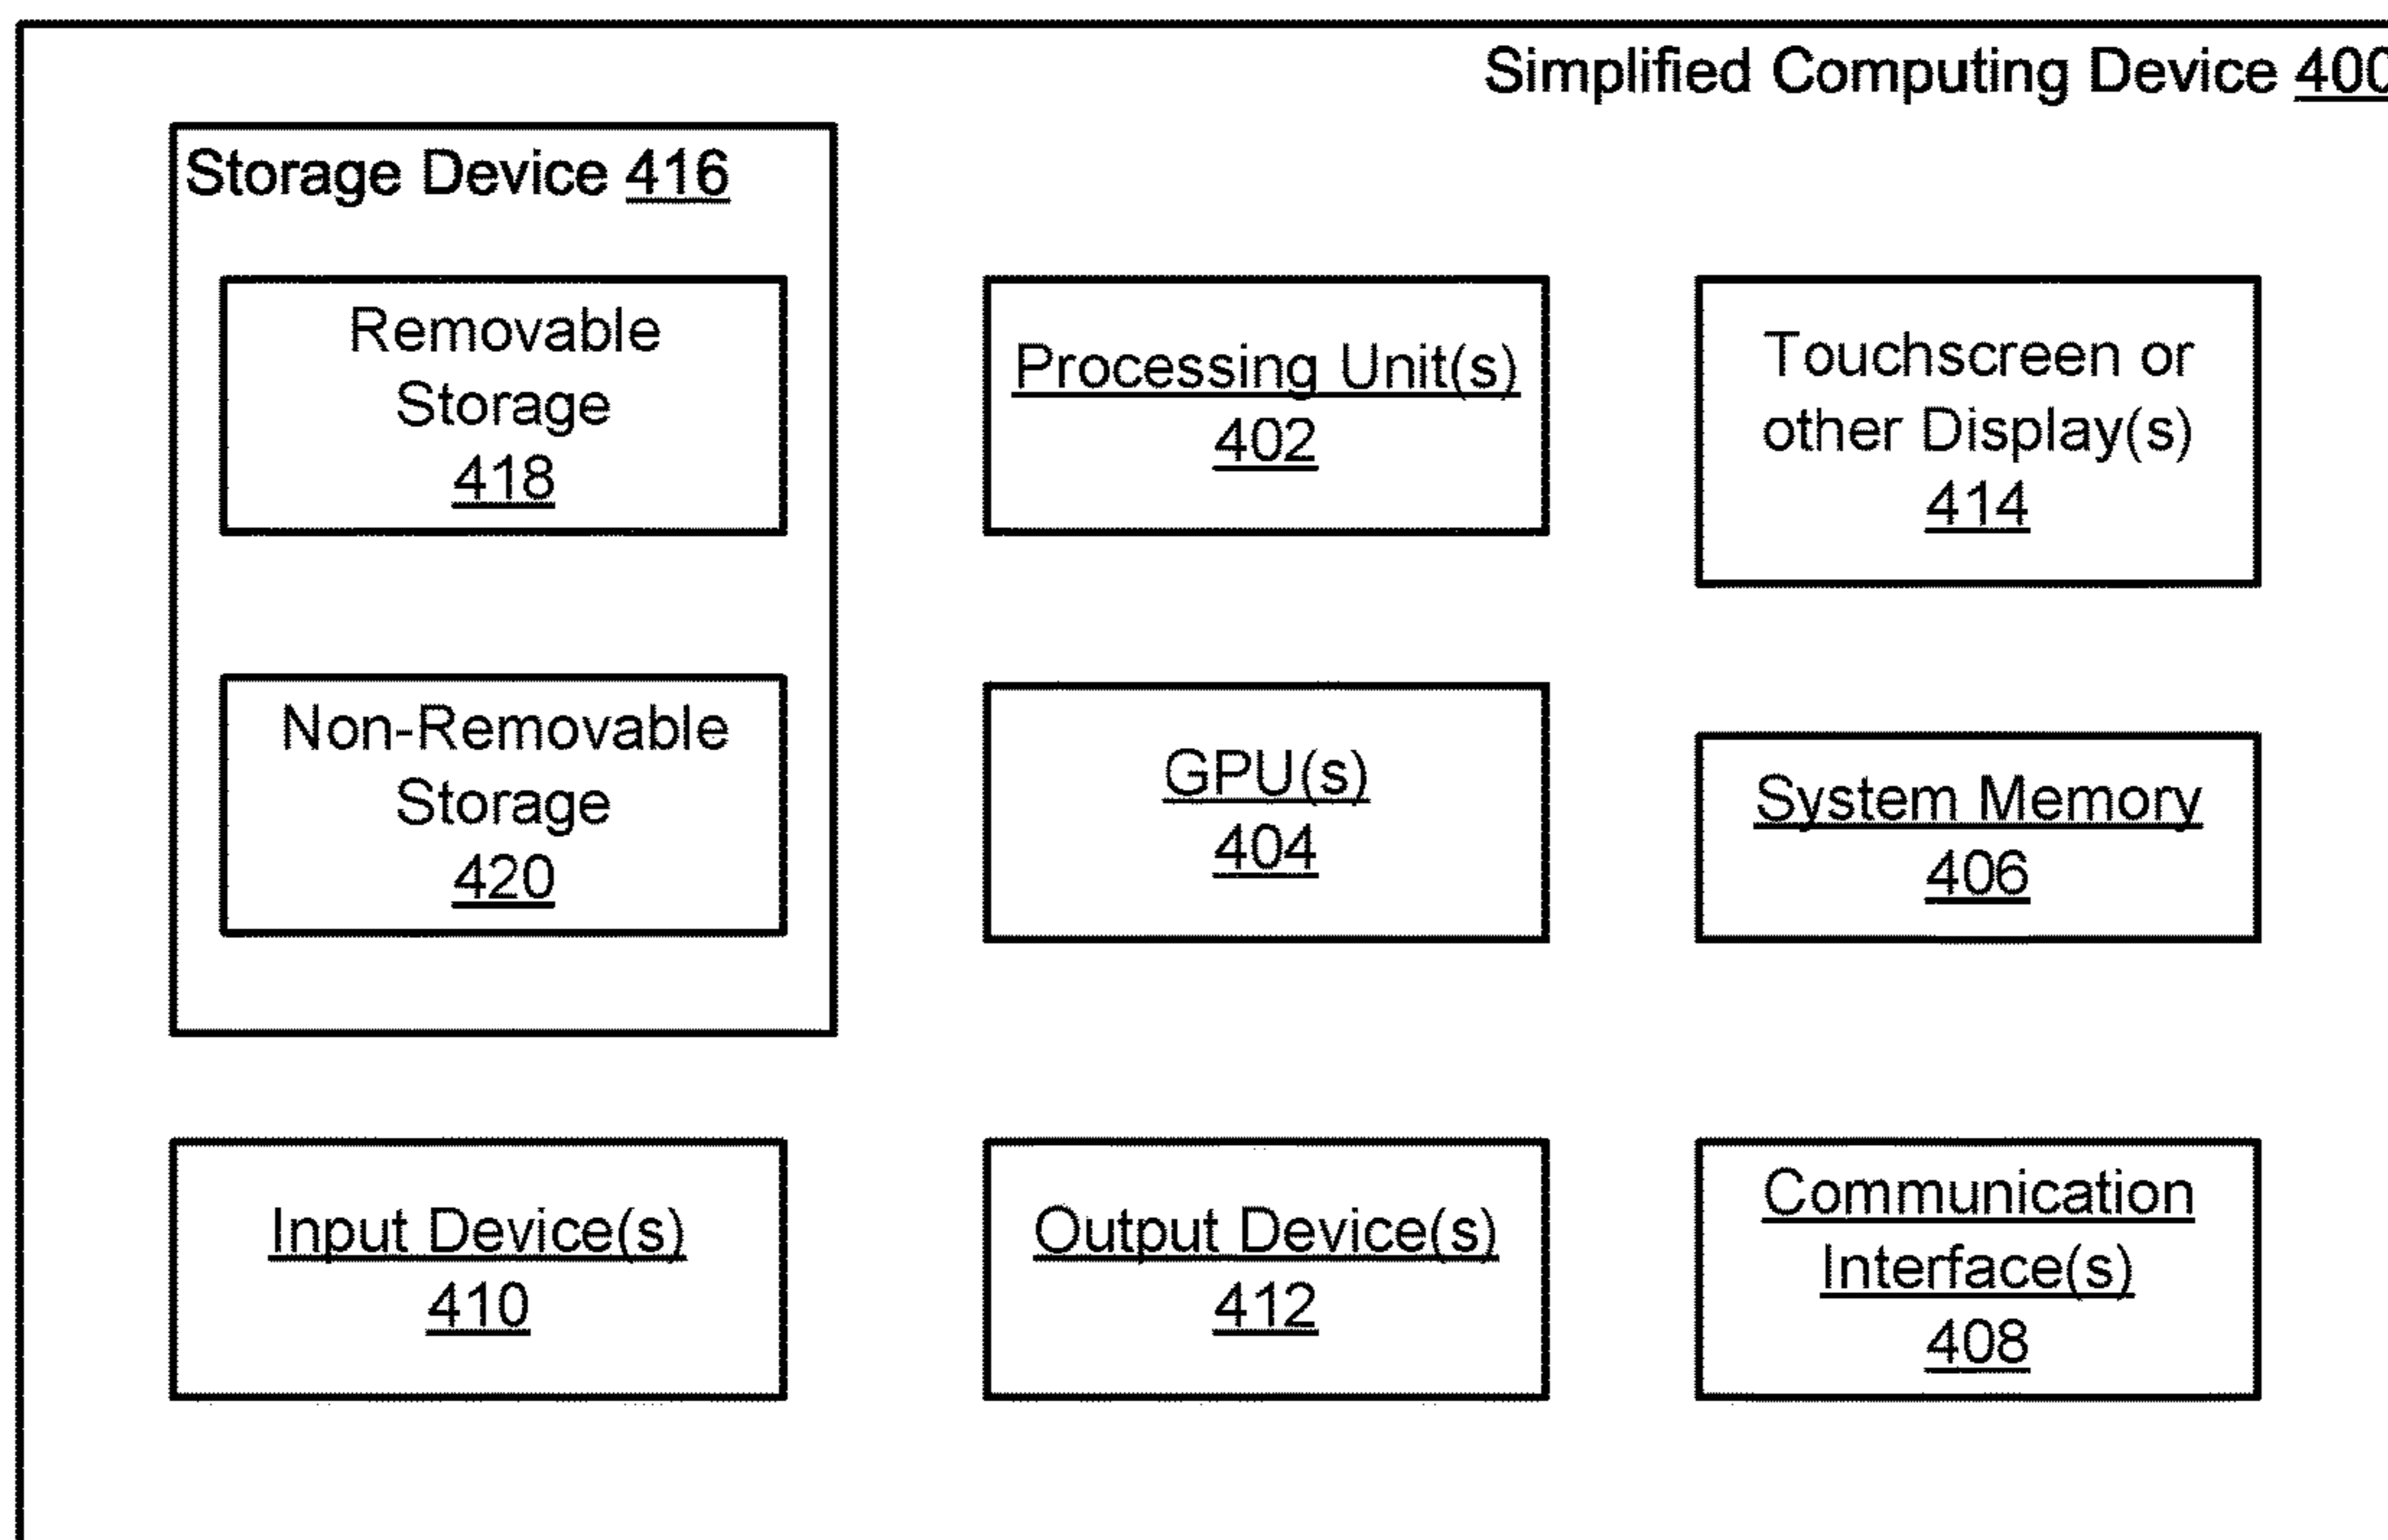 Simplified Computing Device 400
Storage Device 416
Removable
Storage
418
Processing Unit(s)
402
Touchscreen or
other Display(s)
414
Non-Removable
Storage
420
GPU(s)
404
System Memory
406
Input Device(s)
410
Output Device(s)
412
Communication
Interface(s)
408